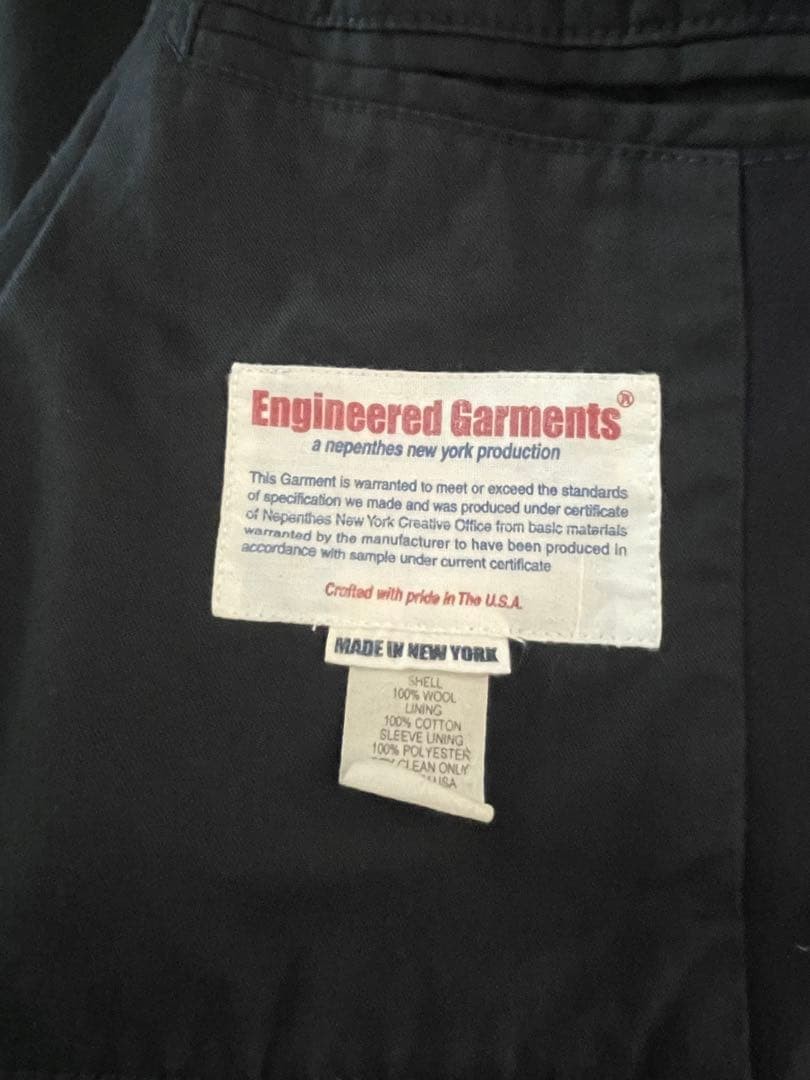 Engineered Garments®
a nepenthes new york production
This Garment is warranted to meet or exceed the standards
of specification we made and was produced under certificate
of Nepenthes New York Creative Office from basic materials
warranted by the manufacturer to have been produced in
accordance with sample under current certificate
Crafted with pride in The U.S.A.
MADE IN NEW YORK
SHELL
100% WOOL
LINING
100% COTTON
SLEEVE LINING
100% POLYESTER
CLEAN ONLY
USA